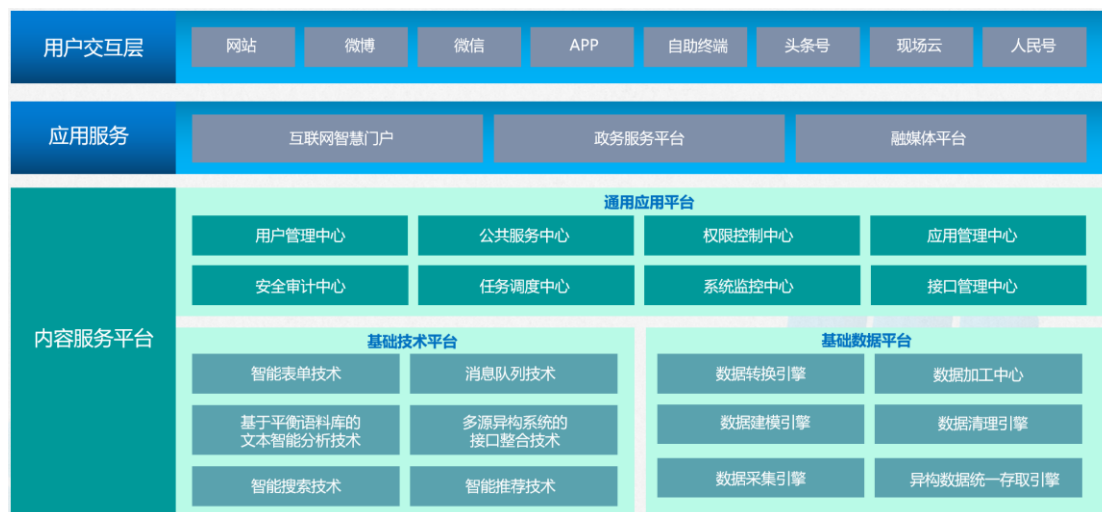 用户交互层
网站
微博
微信
APP
自助终端
头条号
现场云
人民号
应用服务
互联网智慧门户
政务服务平台
融媒体平台
内容服务平台
通用应用平台
用户管理中心
公共服务中心
权限控制中心
应用管理中心
安全审计中心
任务调度中心
系统监控中心
接口管理中心
基础技术平台
智能表单技术
消息队列技术
基于平衡语料库的
文本智能分析技术
多源异构系统的
接口整合技术
智能搜索技术
智能推荐技术
基础数据平台
数据转换引擎
数据加工中心
数据建模引擎
数据清理引擎
数据采集引擎
异构数据统一存取引擎